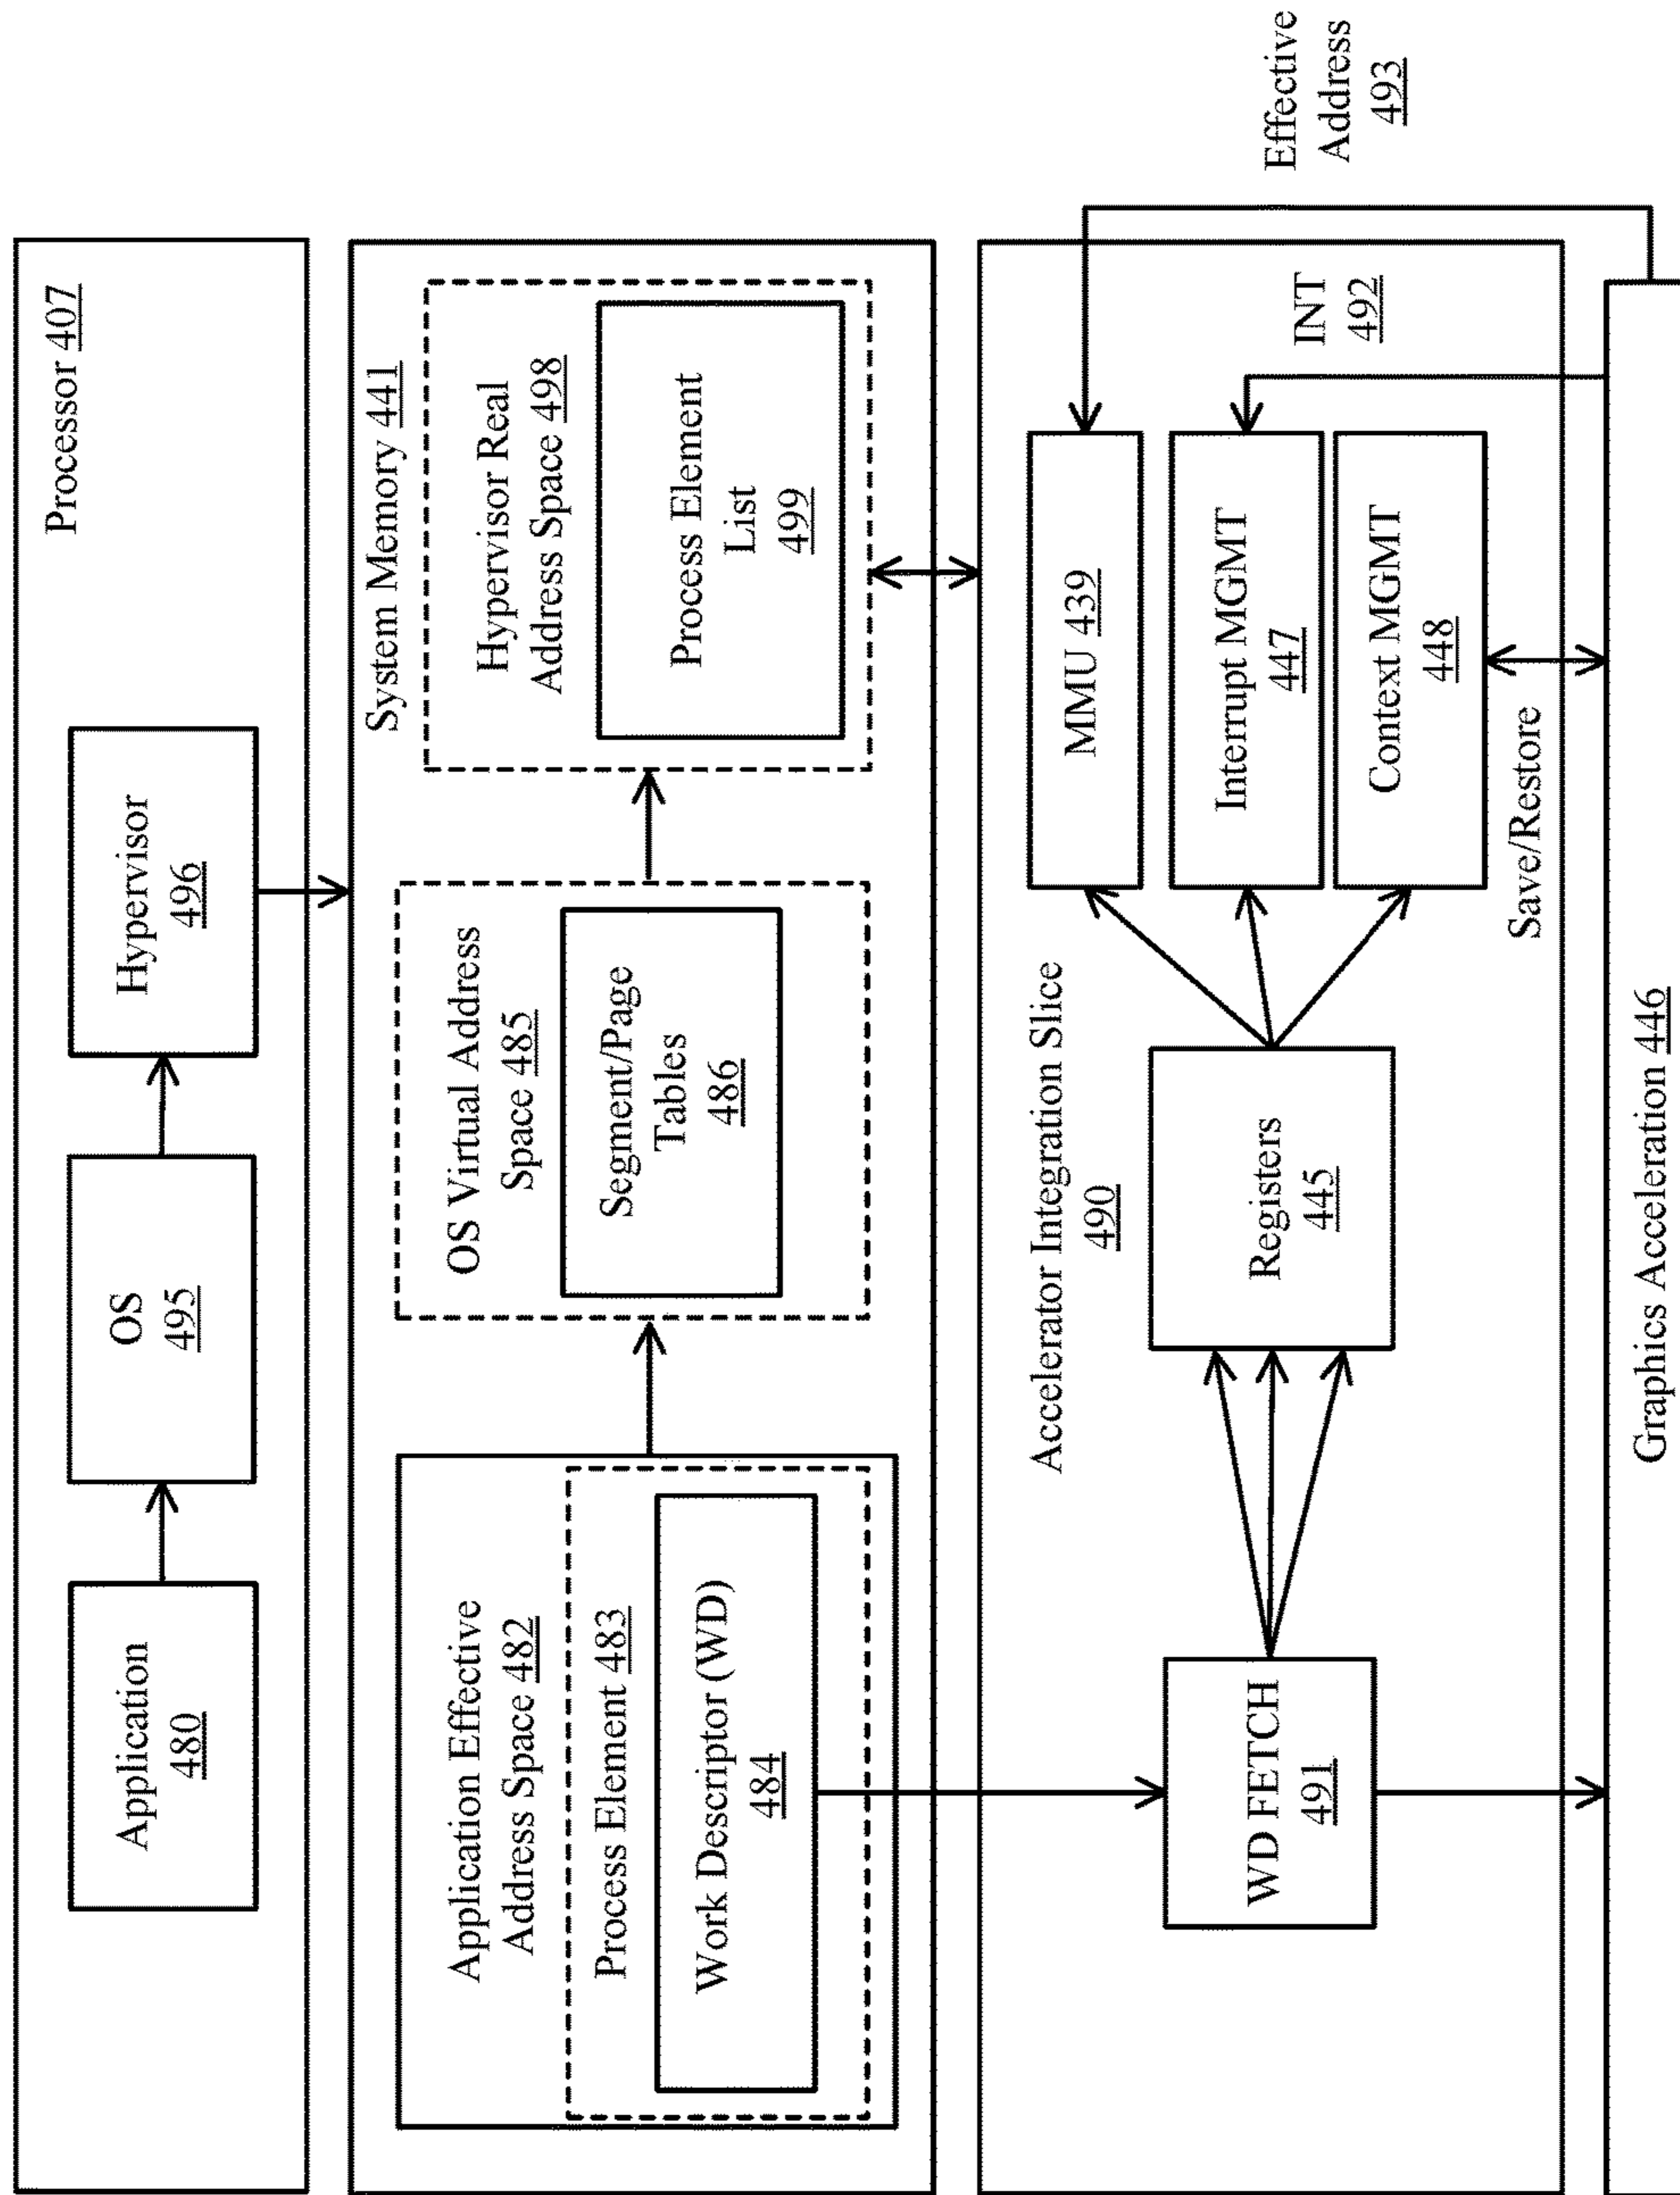 Processor 407
Application
480
OS
495
Hypervisor
496
System Memory 441
Application Effective
Address Space 482
Process Element 483
Work Descriptor (WD)
484
OS Virtual Address
Space 485
Segment/Page
Tables
486
Hypervisor Real
Address Space 498
Process Element
List
499
Accelerator Integration Slice
490
WD FETCH
491
Registers
445
MMU 439
Interrupt MGMT
447
Context MGMT
448
INT
492
Effective
Address
493
Save/Restore
Graphics Acceleration 446